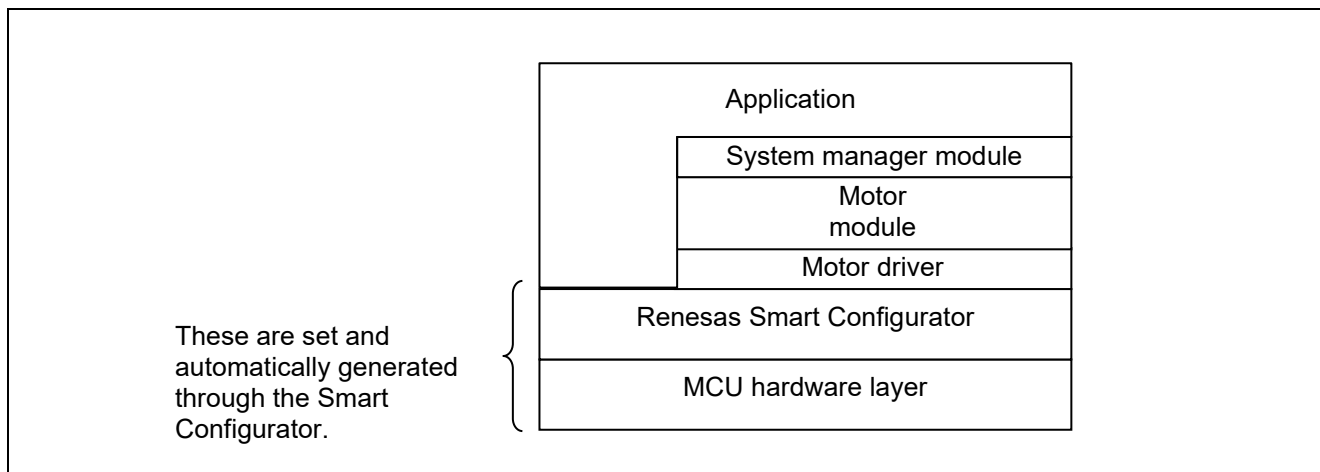 Application
System manager module
Motor
module
Motor driver
Renesas Smart Configurator
MCU hardware layer
These are set and
automatically generated
through the Smart
Configurator.